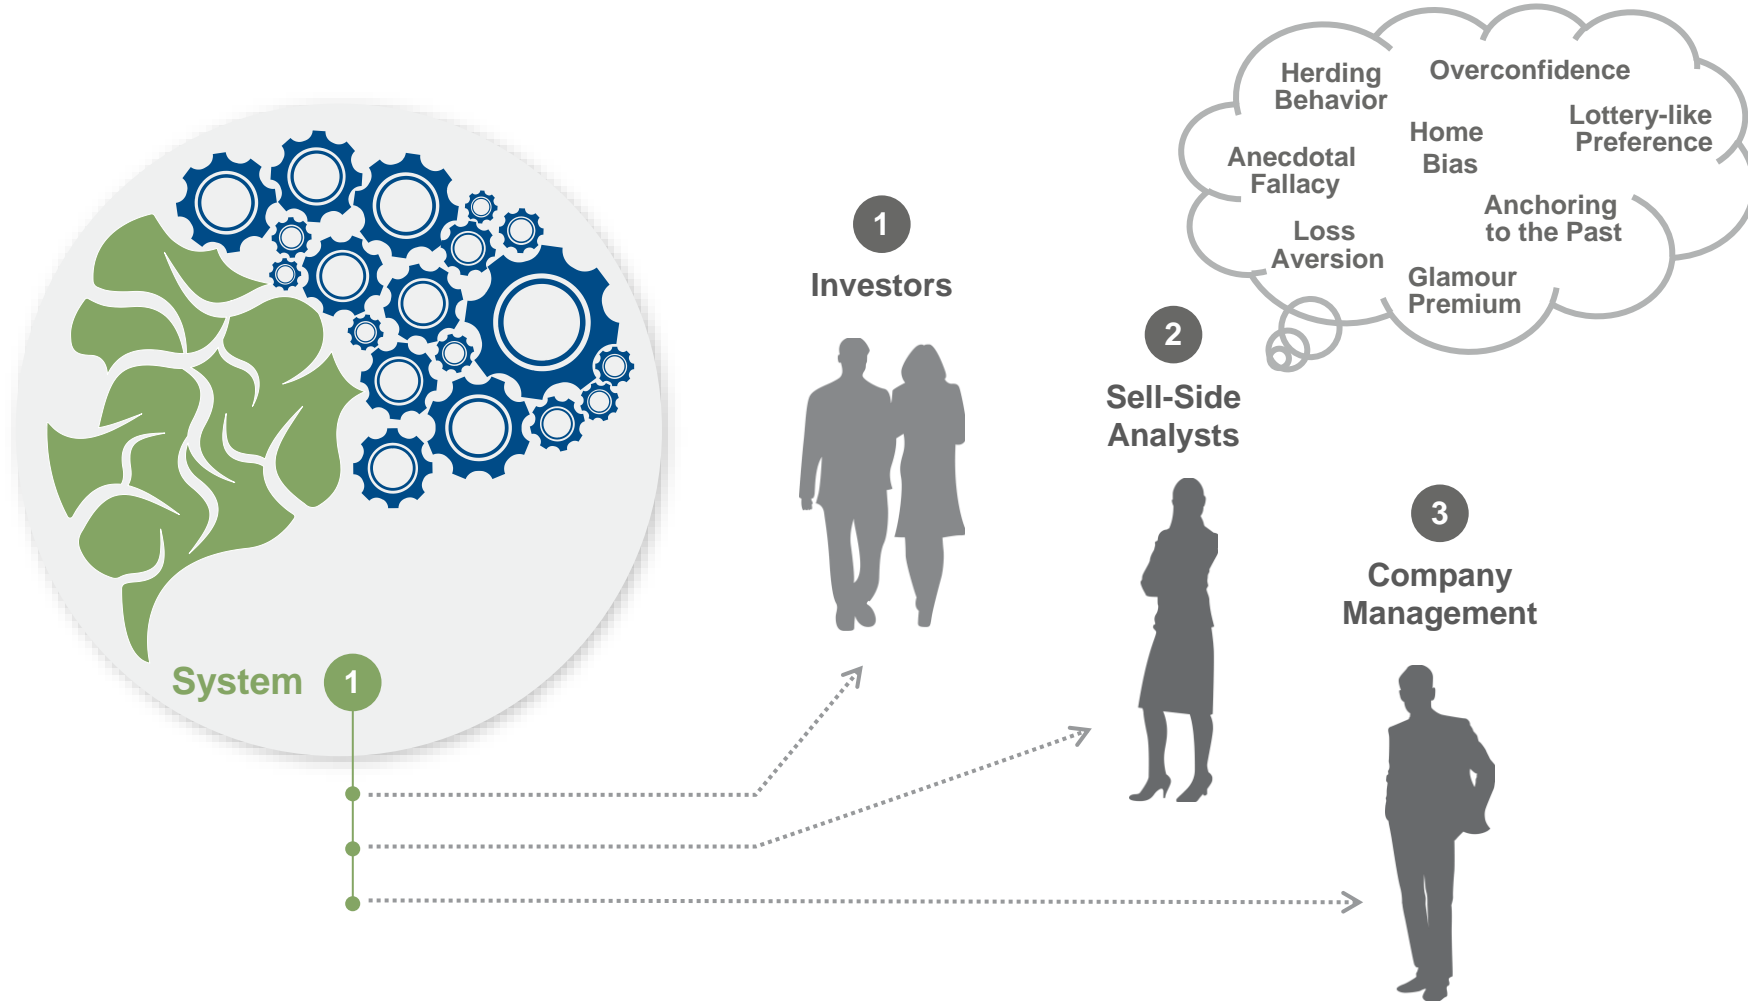 System 1
1
Investors
2
Sell-Side
Analysts
3
Company
Management
Herding
Behavior
Overconfidence
Lottery-like
Preference
Home
Bias
Anecdotal
Fallacy
Anchoring
to the Past
Loss
Aversion
Glamour
Premium